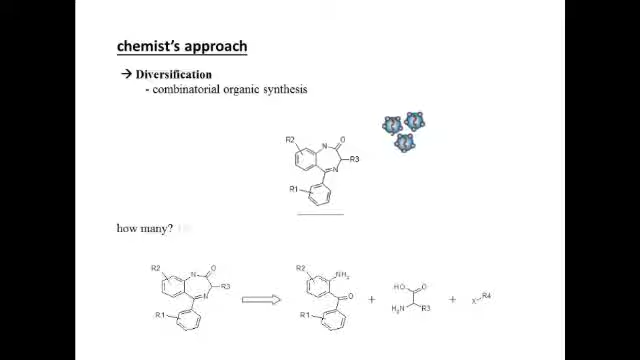 chemist's approach
→ Diversification
- combinatorial organic synthesis
R2 N O
R3
N
R1
how many?
R2 N O
R3
N
R1
R2 NH2
O
R1
+
HO O
H2N R3
+
X R4